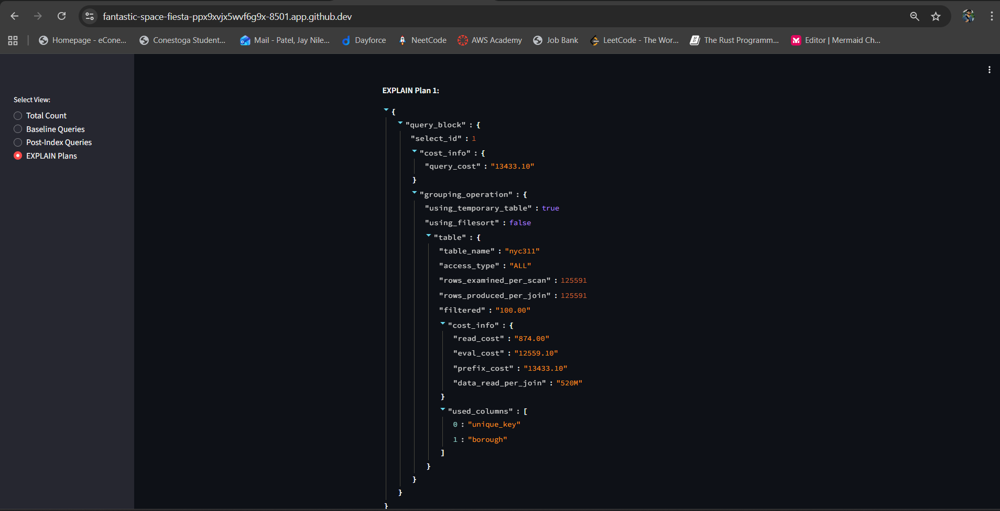 fantastic-space-fiesta-ppx9xvjx5wvf6g9x-8501.app.github.dev
Homepage - eCone...
Conestoga Student...
Mail - Patel, Jay Nile...
Dayforce
NeetCode
AWS Academy
Job Bank
LeetCode - The Wor...
The Rust Programm...
Editor | Mermaid Ch...
Select View:
Total Count
Baseline Queries
Post-Index Queries
EXPLAIN Plans
EXPLAIN Plan 1:
{
"query_block" : {
"select_id" : 1
"cost_info" : {
"query_cost" : "13433.10"
}
"grouping_operation" : {
"using_temporary_table" : true
"using_filesort" : false
"table" : {
"table_name" : "nyc311"
"access_type" : "ALL"
"rows_examined_per_scan" : 125591
"rows_produced_per_join" : 125591
"filtered" : "100.00"
"cost_info" : {
"read_cost" : "874.00"
"eval_cost" : "12559.10"
"prefix_cost" : "13433.10"
"data_read_per_join" : "520M"
}
"used_columns" : [
0 : "unique_key"
1 : "borough"
]
}
}
}
}